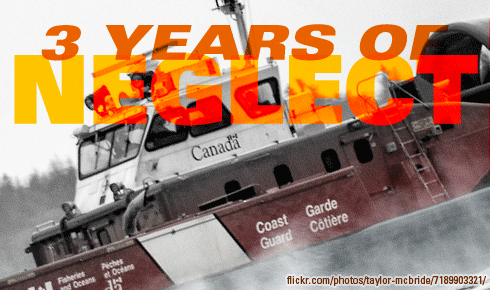 3 YEARS OF
NEGLECT
Canada
Coast
Guard
Garde
Côtière
Fisheries
and Oceans
Pêches
et Océans
flickr.com/photos/taylor-mcbride/7189903321/